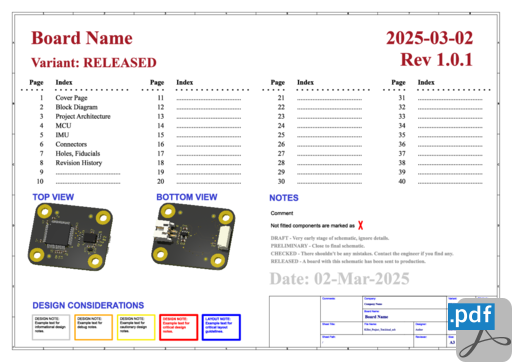 Board Name
2025-03-02
Variant: RELEASED
Rev 1.0.1
Page Index Page Index Page Index Page Index
1 Cover Page 11 21 31
2 Block Diagram 12 22 32
3 Project Architecture 13 23 33
4 MCU 14 24 34
5 IMU 15 25 35
6 Connectors 16 26 36
7 Holes, Fiducials 17 27 37
8 Revision History 18 28 38
9 19 29 39
10 20 30 40
TOP VIEW
BOTTOM VIEW
NOTES
Comment
Not fitted components are marked as X
DRAFT - Very early stage of schematic, ignore details.
PRELIMINARY - Close to final schematic.
CHECKED - There shouldn't be any mistakes. Contact the engineer if you find any.
RELEASED - A board with this schematic has been sent to production.
Date: 02-Mar-2025
DESIGN CONSIDERATIONS
DESIGN NOTE:
Example text for
informational design
notes.
DESIGN NOTE:
Example text for
debug notes.
DESIGN NOTE:
Example text for
cautionary design
notes.
DESIGN NOTE:
Example text for
critical design
notes.
LAYOUT NOTE:
Example text for
critical layout
guidelines.
Comments:
Company:
Company Name
Board Name:
Board Name
Sheet Title:
File Name:
Designer:
Author
Sheet Title:
Reviewer:
A3
.pdf